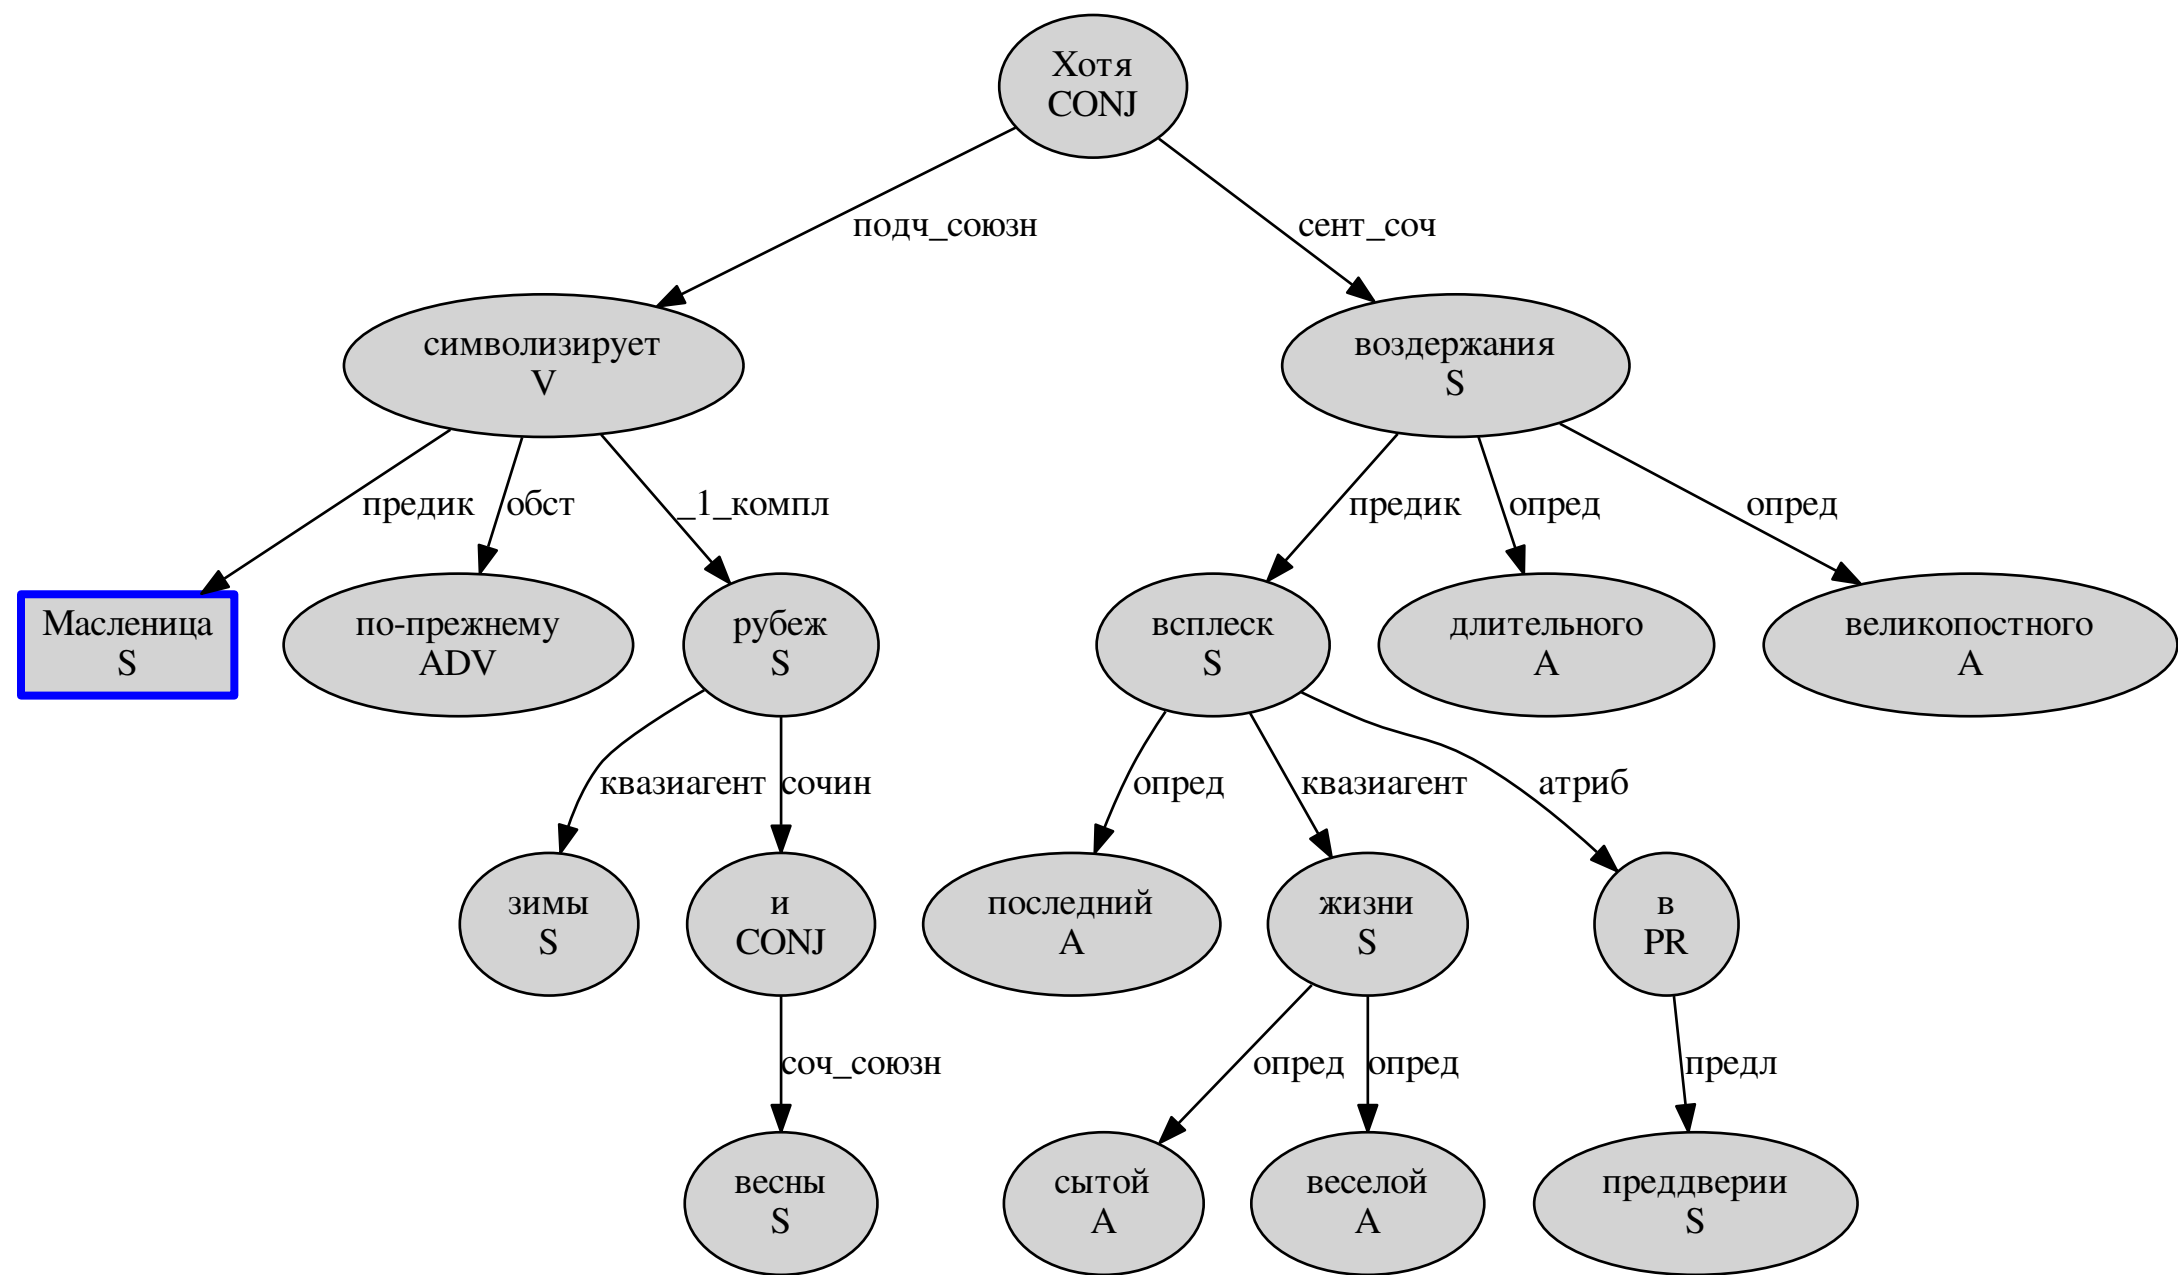 Хотя
CONJ
подч_союзн
сент_соч
символизирует
V
воздержания
S
предик
обст
_1_компл
предик
опред
опред
Масленица
S
по-прежнему
ADV
рубеж
S
всплеск
S
длительного
A
великопостного
A
квазиагент
сочин
опред
квазиагент
атриб
зимы
S
и
CONJ
последний
A
жизни
S
в
PR
соч_союзн
опред
опред
предл
весны
S
сытой
A
веселой
A
преддверии
S